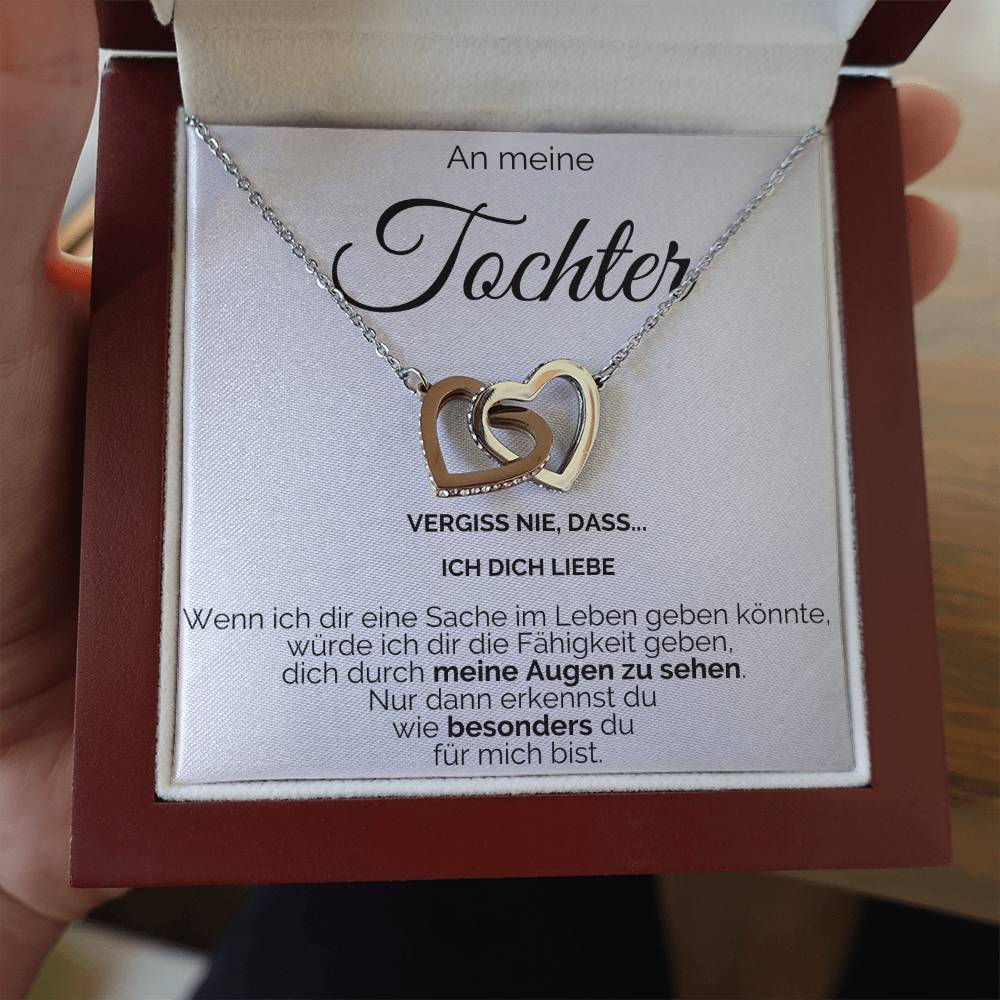 An meine
Tochter
VERGISS NIE, DASS...
ICH DICH LIEBE
Wenn ich dir eine Sache im Leben geben könnte,
würde ich dir die Fähigkeit geben,
dich durch meine Augen zu sehen.
Nur dann erkennst du
wie besonders du
für mich bist.